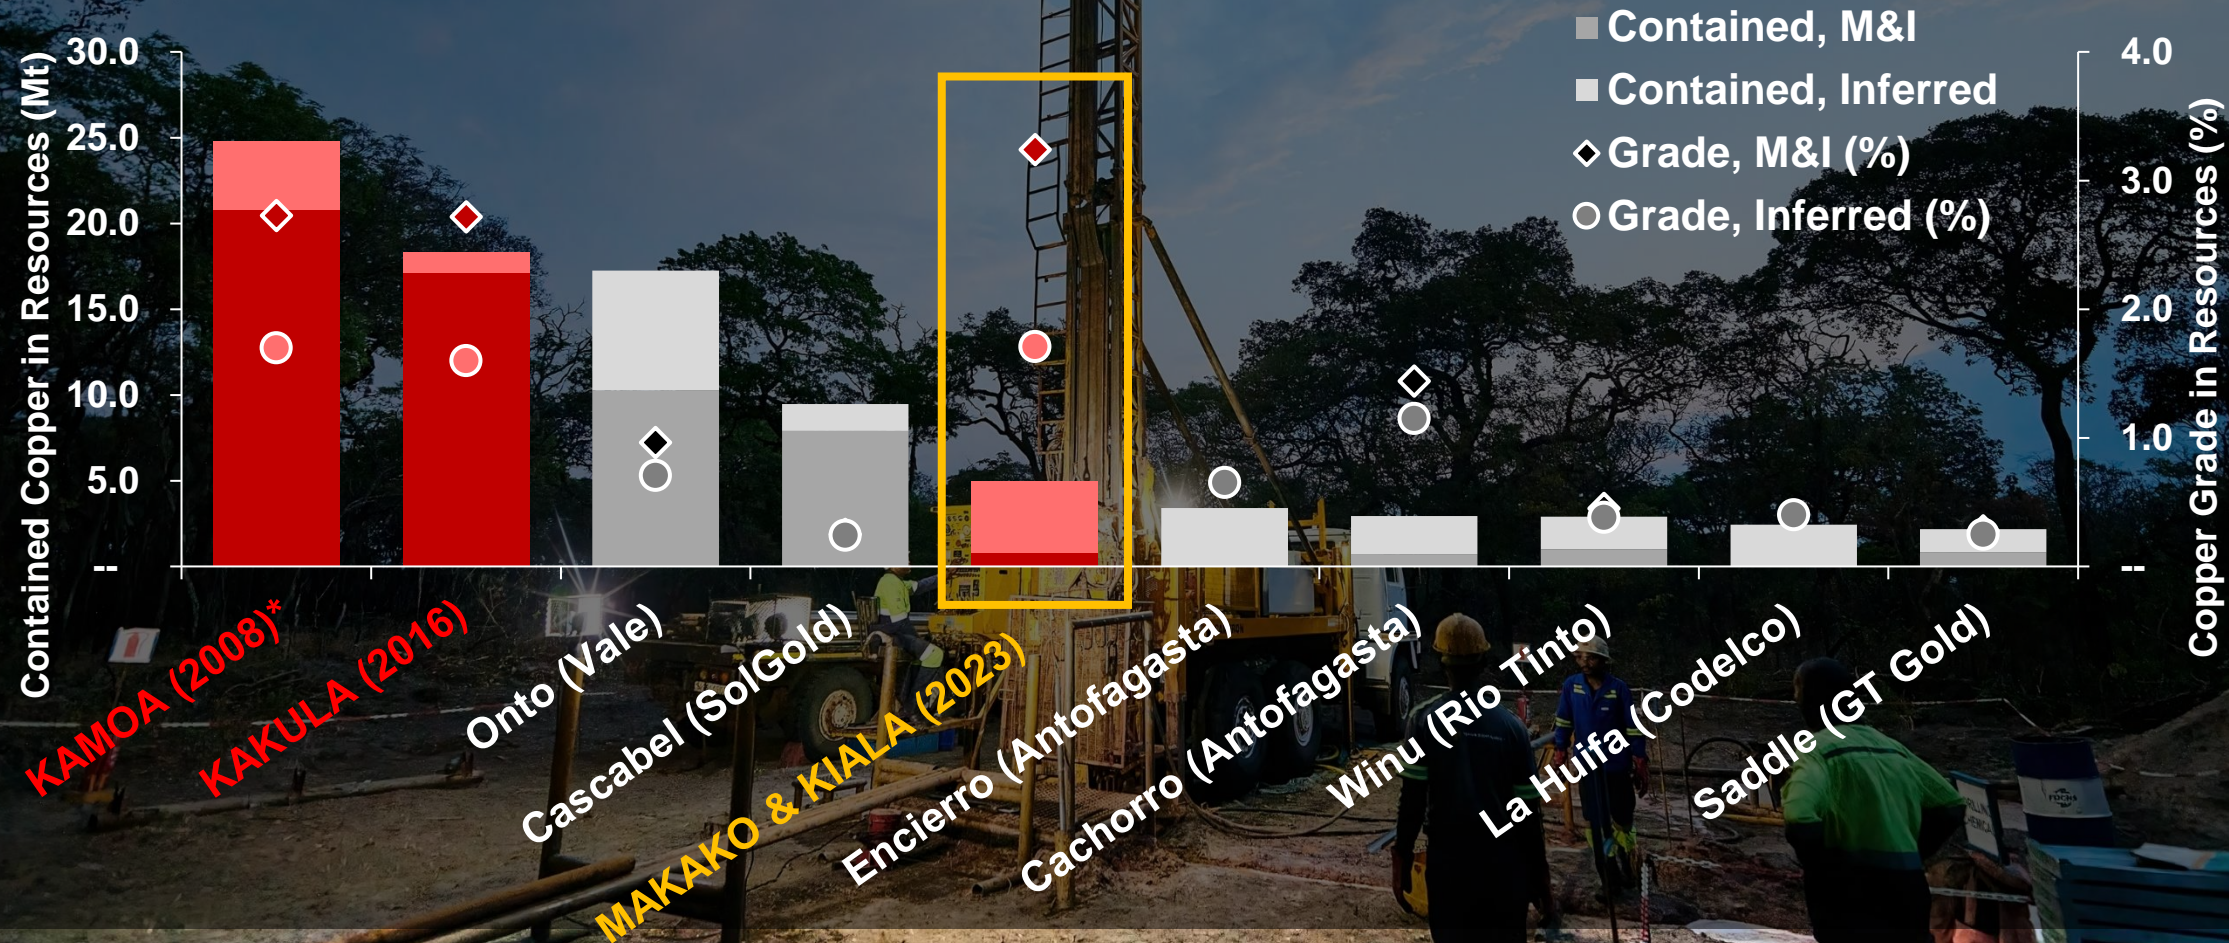 Contained, M&I
Contained, Inferred
Grade, M&I (%)
Grade, Inferred (%)
Contained Copper in Resources (Mt)
30.0
25.0
20.0
15.0
10.0
5.0
--
4.0
3.0
2.0
1.0
--
Copper Grade in Resources (%)
KAMOA (2008)*
KAKULA (2016)
Onto (Vale)
Cascabel (SolGold)
MAKAKO & KIALA (2023)
Encierro (Antofagasta)
Cachorro (Antofagasta)
Winu (Rio Tinto)
La Huifa (Codelco)
Saddle (GT Gold)